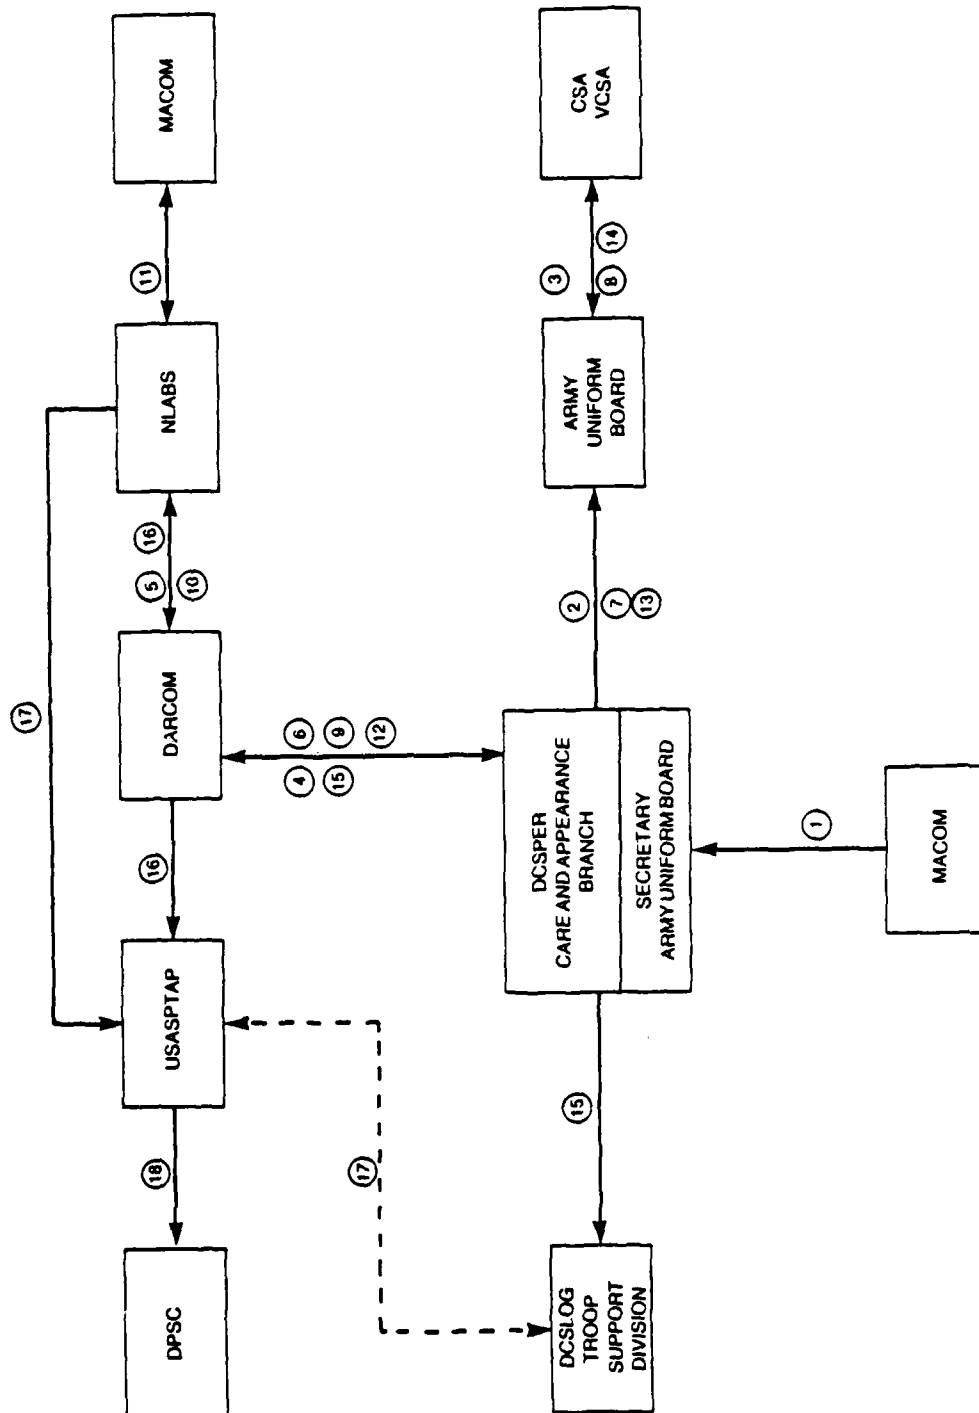 17
DPSC
18
USASPTAP
16
DARCOM
5 16
10
NLABS
11
MACOM
4 6
15 9
12
17
DCSLOG
TROOP
SUPPORT
DIVISION
15
DCSPER
CARE AND APPEARANCE
BRANCH
SECRETARY
ARMY UNIFORM BOARD
2
7
13
ARMY
UNIFORM
BOARD
3
8 14
CSA
VCSA
1
MACOM